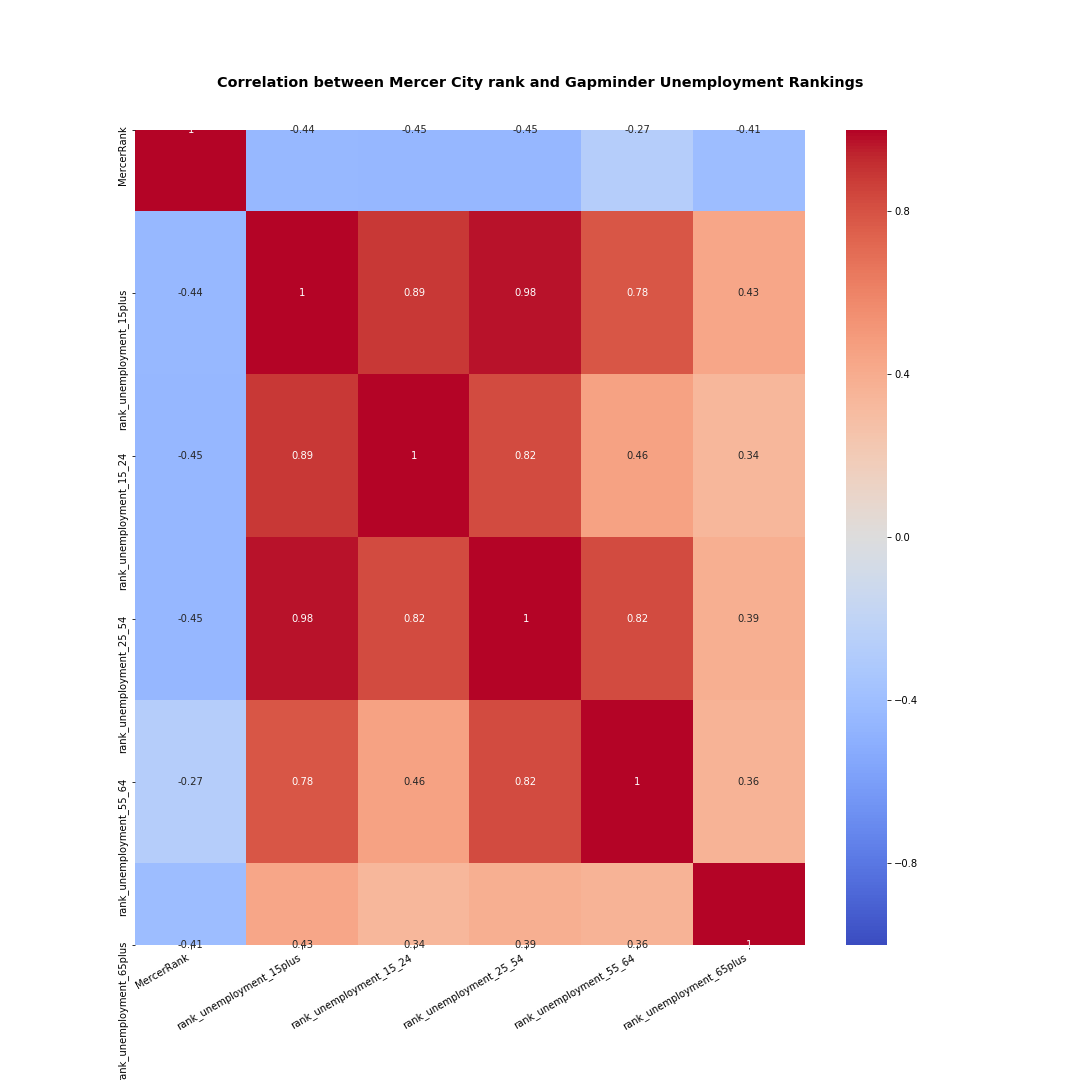 Correlation between Mercer City rank and Gapminder Unemployment Rankings
MercerRank
1 -0.44 -0.45 -0.45 -0.27 -0.41
rank_unemployment_15plus
-0.44 1 0.89 0.98 0.78 0.43
rank_unemployment_15_24
-0.45 0.89 1 0.82 0.46 0.34
rank_unemployment_25_54
-0.45 0.98 0.82 1 0.82 0.39
rank_unemployment_55_64
-0.27 0.78 0.46 0.82 1 0.36
ank_unemployment_65plus
-0.41 0.43 0.34 0.39 0.36 1
MercerRank
rank_unemployment_15plus
rank_unemployment_15_24
rank_unemployment_25_54
rank_unemployment_55_64
rank_unemployment_65plus
0.8
0.4
0.0
−0.4
−0.8